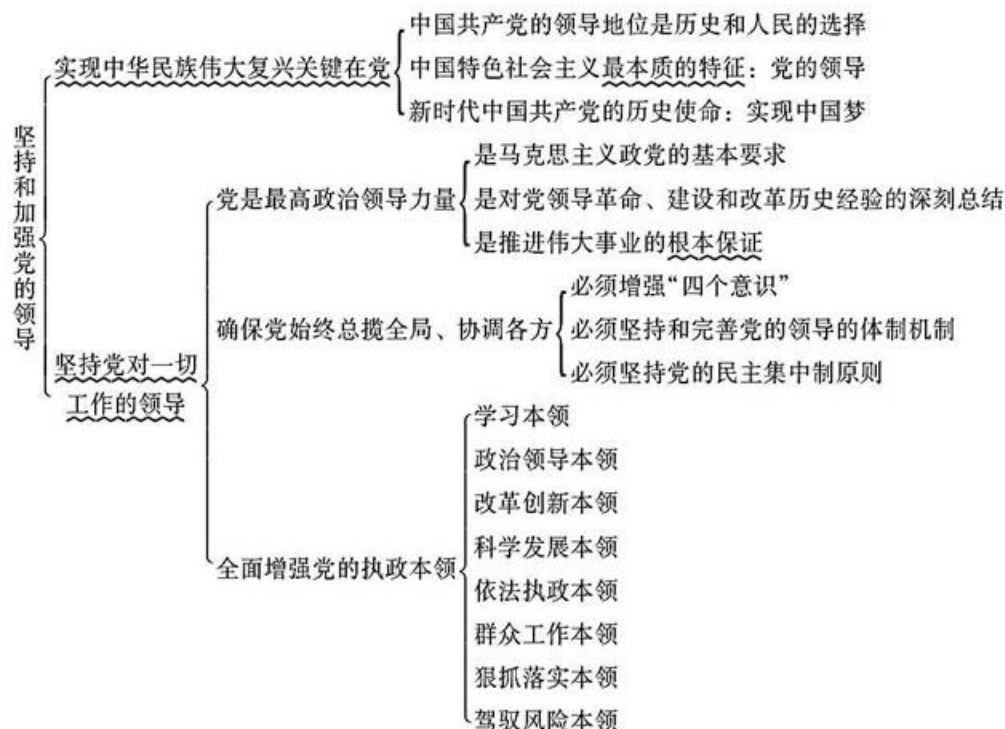 坚持和加强党的领导
实现中华民族伟大复兴关键在党
中国共产党的领导地位是历史和人民的选择
中国特色社会主义最本质的特征：党的领导
新时代中国共产党的历史使命：实现中国梦
坚持党对一切
工作的领导
党是最高政治领导力量
是马克思主义政党的基本要求
是对党领导革命、建设和改革历史经验的深刻总结
是推进伟大事业的根本保证
确保党始终总揽全局、协调各方
必须增强“四个意识”
必须坚持和完善党的领导的体制机制
必须坚持党的民主集中制原则
全面增强党的执政本领
学习本领
政治领导本领
改革创新本领
科学发展本领
依法执政本领
群众工作本领
狠抓落实本领
驾驭风险本领